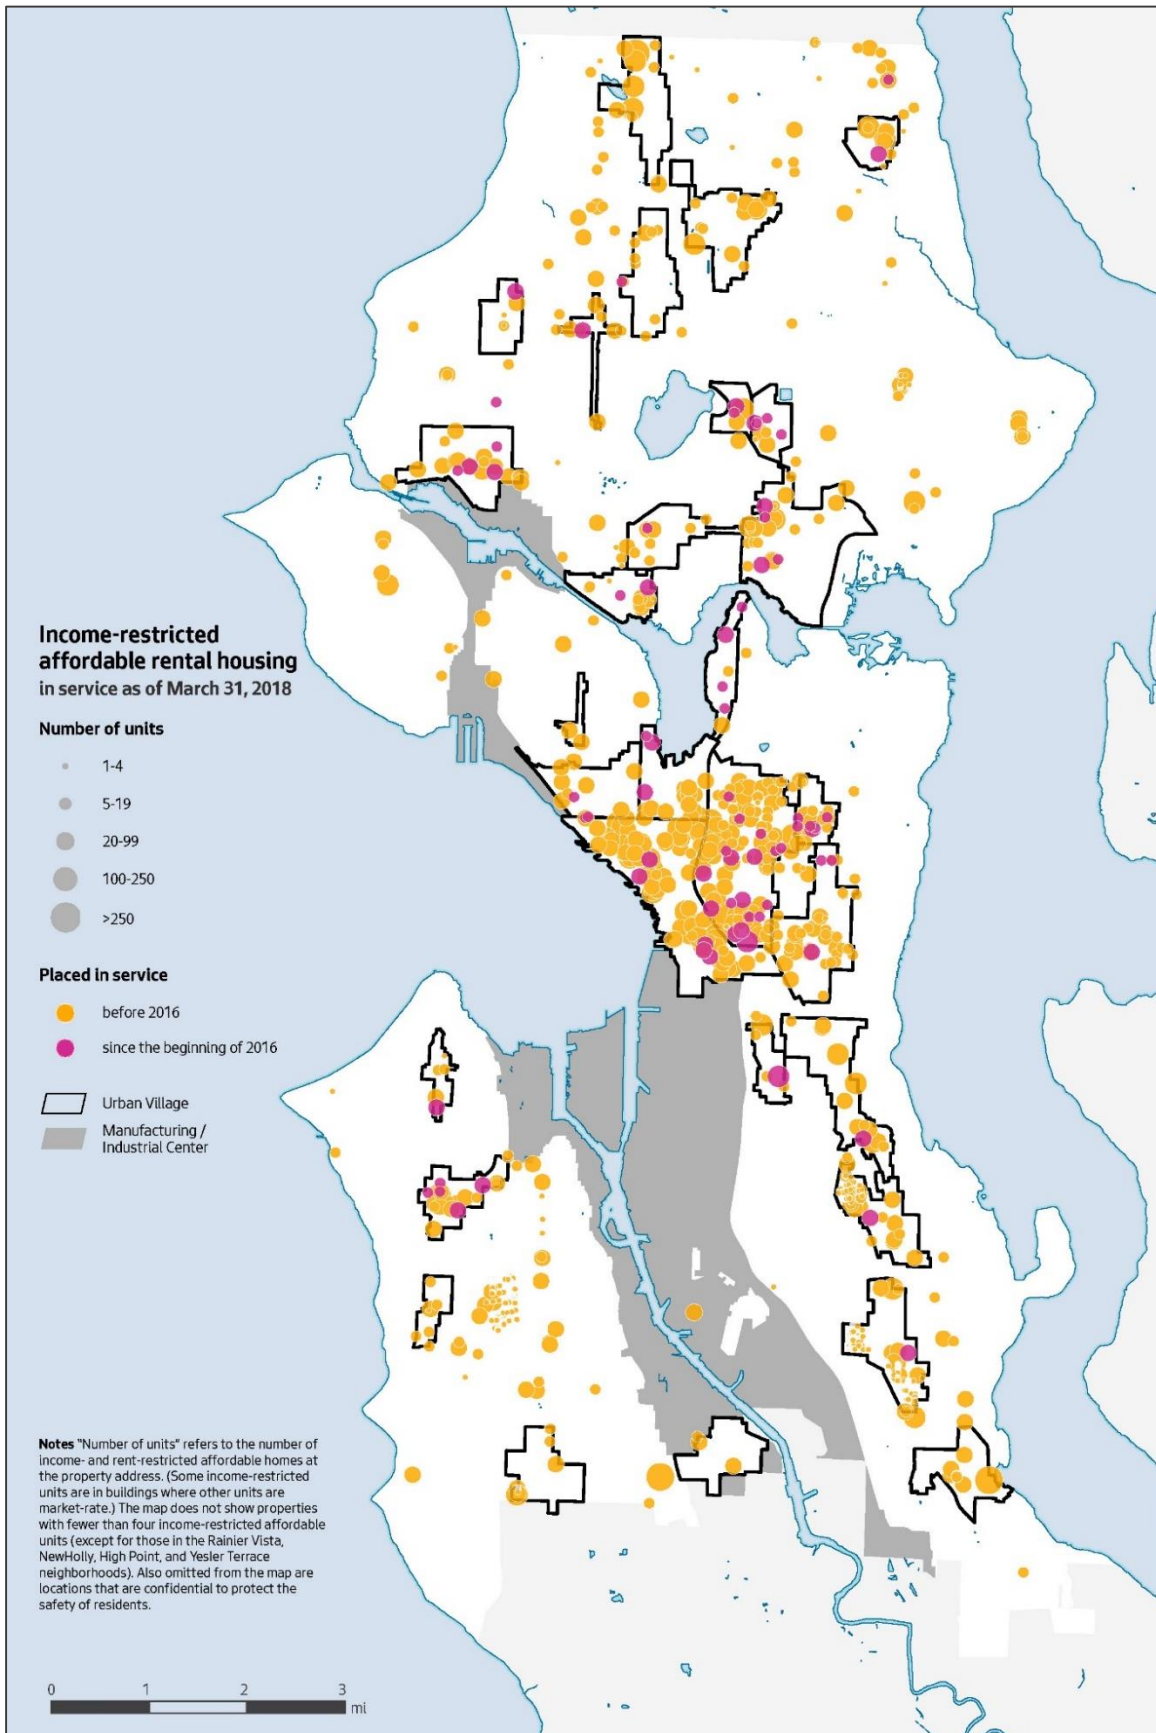 Income-restricted
affordable rental housing
in service as of March 31, 2018
Number of units
1-4
5-19
20-99
100-250
>250
Placed in service
before 2016
since the beginning of 2016
Urban Village
Manufacturing /
Industrial Center
Notes "Number of units" refers to the number of
income- and rent-restricted affordable homes at
the property address. (Some income-restricted
units are in buildings where other units are
market-rate.) The map does not show properties
with fewer than four income-restricted affordable
units (except for those in the Rainier Vista,
NewHolly, High Point, and Yesler Terrace
neighborhoods). Also omitted from the map are
locations that are confidential to protect the
safety of residents.
0 1 2 3
mi